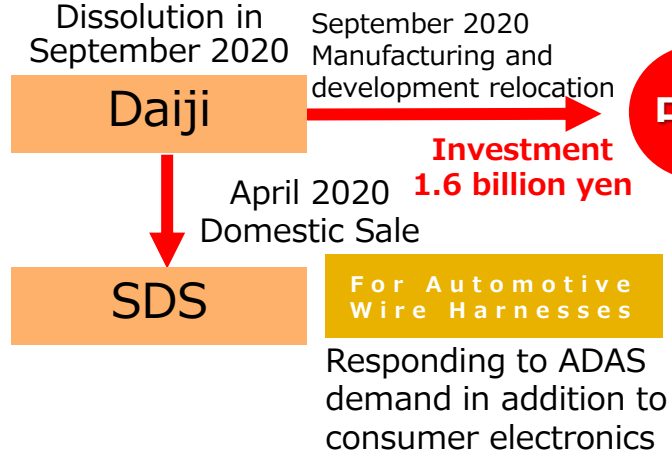 Dissolution in
September 2020
September 2020
Manufacturing and
development relocation
Daiji
Investment
1.6 billion yen
April 2020
Domestic Sale
SDS
For Automotive
Wire Harnesses
Responding to ADAS
demand in addition to
consumer electronics